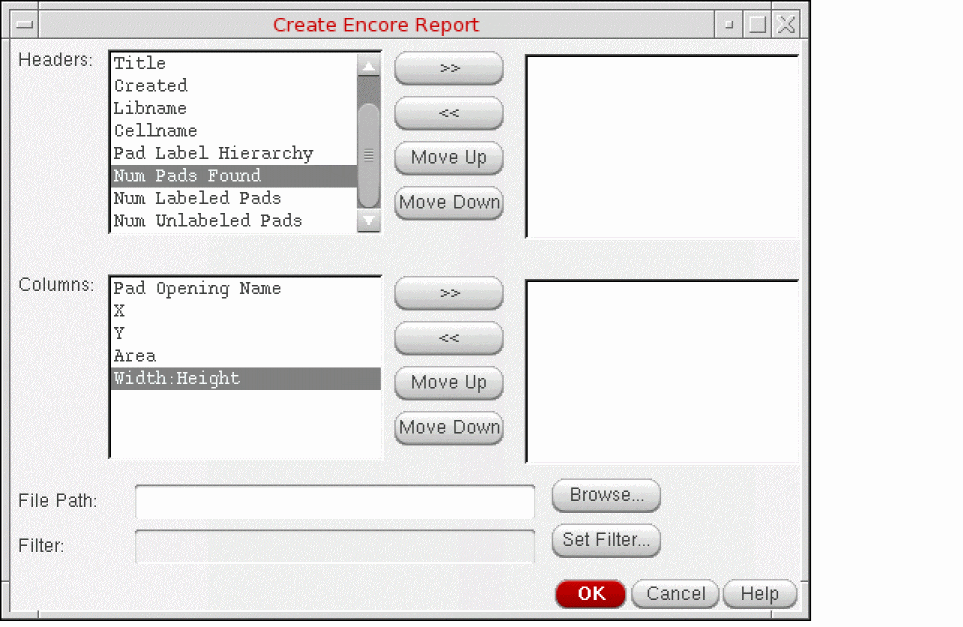 Create Encore Report
Headers:
Title
Created
Libname
Cellname
Pad Label Hierarchy
Num Pads Found
Num Labeled Pads
Num Unlabeled Pads
>>
<<
Move Up
Move Down
Columns:
Pad Opening Name
X
Y
Area
Width:Height
>>
<<
Move Up
Move Down
File Path:
Browse...
Filter:
Set Filter...
OK Cancel Help